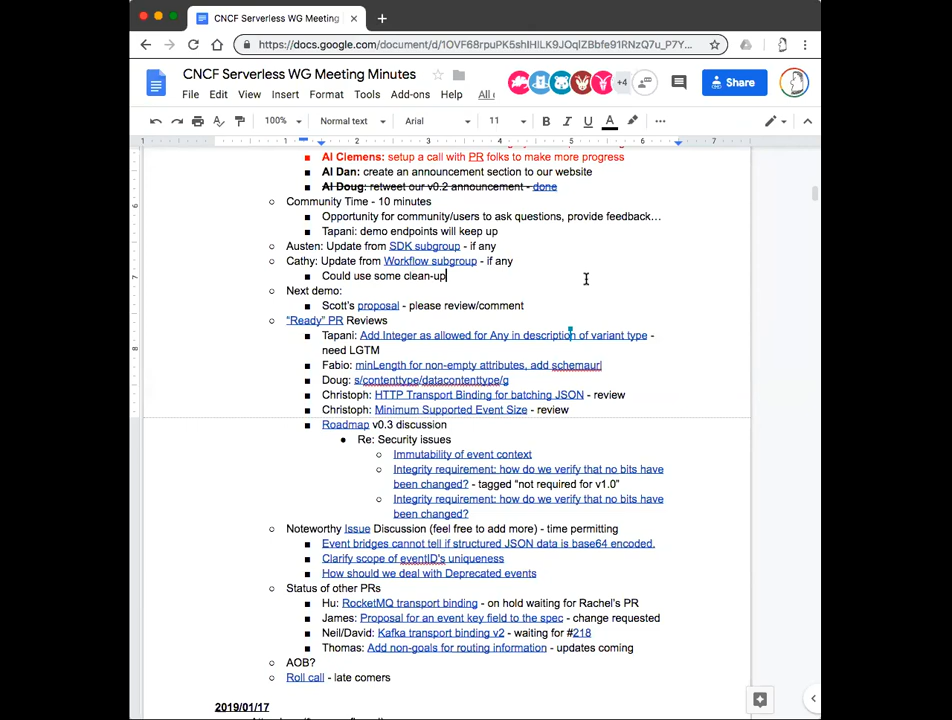 CNCF Serverless WG Meeting
https://docs.google.com/document/d/1OVF68rpuPK5shIHILK9JOqIZBbfe91RNzQ7u_P7Y...
CNCF Serverless WG Meeting Minutes
+4
Share
File Edit View Insert Format Tools Add-ons Help
100% Normal text Arial 11 B I U A
1 1 2 3 4 5 6 7
AI Clemens: setup a call with PR folks to make more progress
AI Dan: create an announcement section to our website
AI Doug: retweet our v0.2 announcement - done
Community Time - 10 minutes
Opportunity for community/users to ask questions, provide feedback…
Tapani: demo endpoints will keep up
Austen: Update from SDK subgroup - if any
Cathy: Update from Workflow subgroup - if any
Could use some clean-up
Next demo:
Scott's proposal - please review/comment
"Ready" PR Reviews
Tapani: Add Integer as allowed for Any in description of variant type -
need LGTM
Fabio: minLength for non-empty attributes, add schemaurl
Doug: s/contenttype/datacontenttype/g
Christoph: HTTP Transport Binding for batching JSON - review
Christoph: Minimum Supported Event Size - review
Roadmap v0.3 discussion
Re: Security issues
Immutability of event context
Integrity requirement: how do we verify that no bits have
been changed? - tagged "not required for v1.0"
Integrity requirement: how do we verify that no bits have
been changed?
Noteworthy Issue Discussion (feel free to add more) - time permitting
Event bridges cannot tell if structured JSON data is base64 encoded.
Clarify scope of eventID's uniqueness
How should we deal with Deprecated events
Status of other PRs
Hu: RocketMQ transport binding - on hold waiting for Rachel's PR
James: Proposal for an event key field to the spec - change requested
Neil/David: Kafka transport binding v2 - waiting for #218
Thomas: Add non-goals for routing information - updates coming
AOB?
Roll call - late comers
2019/01/17